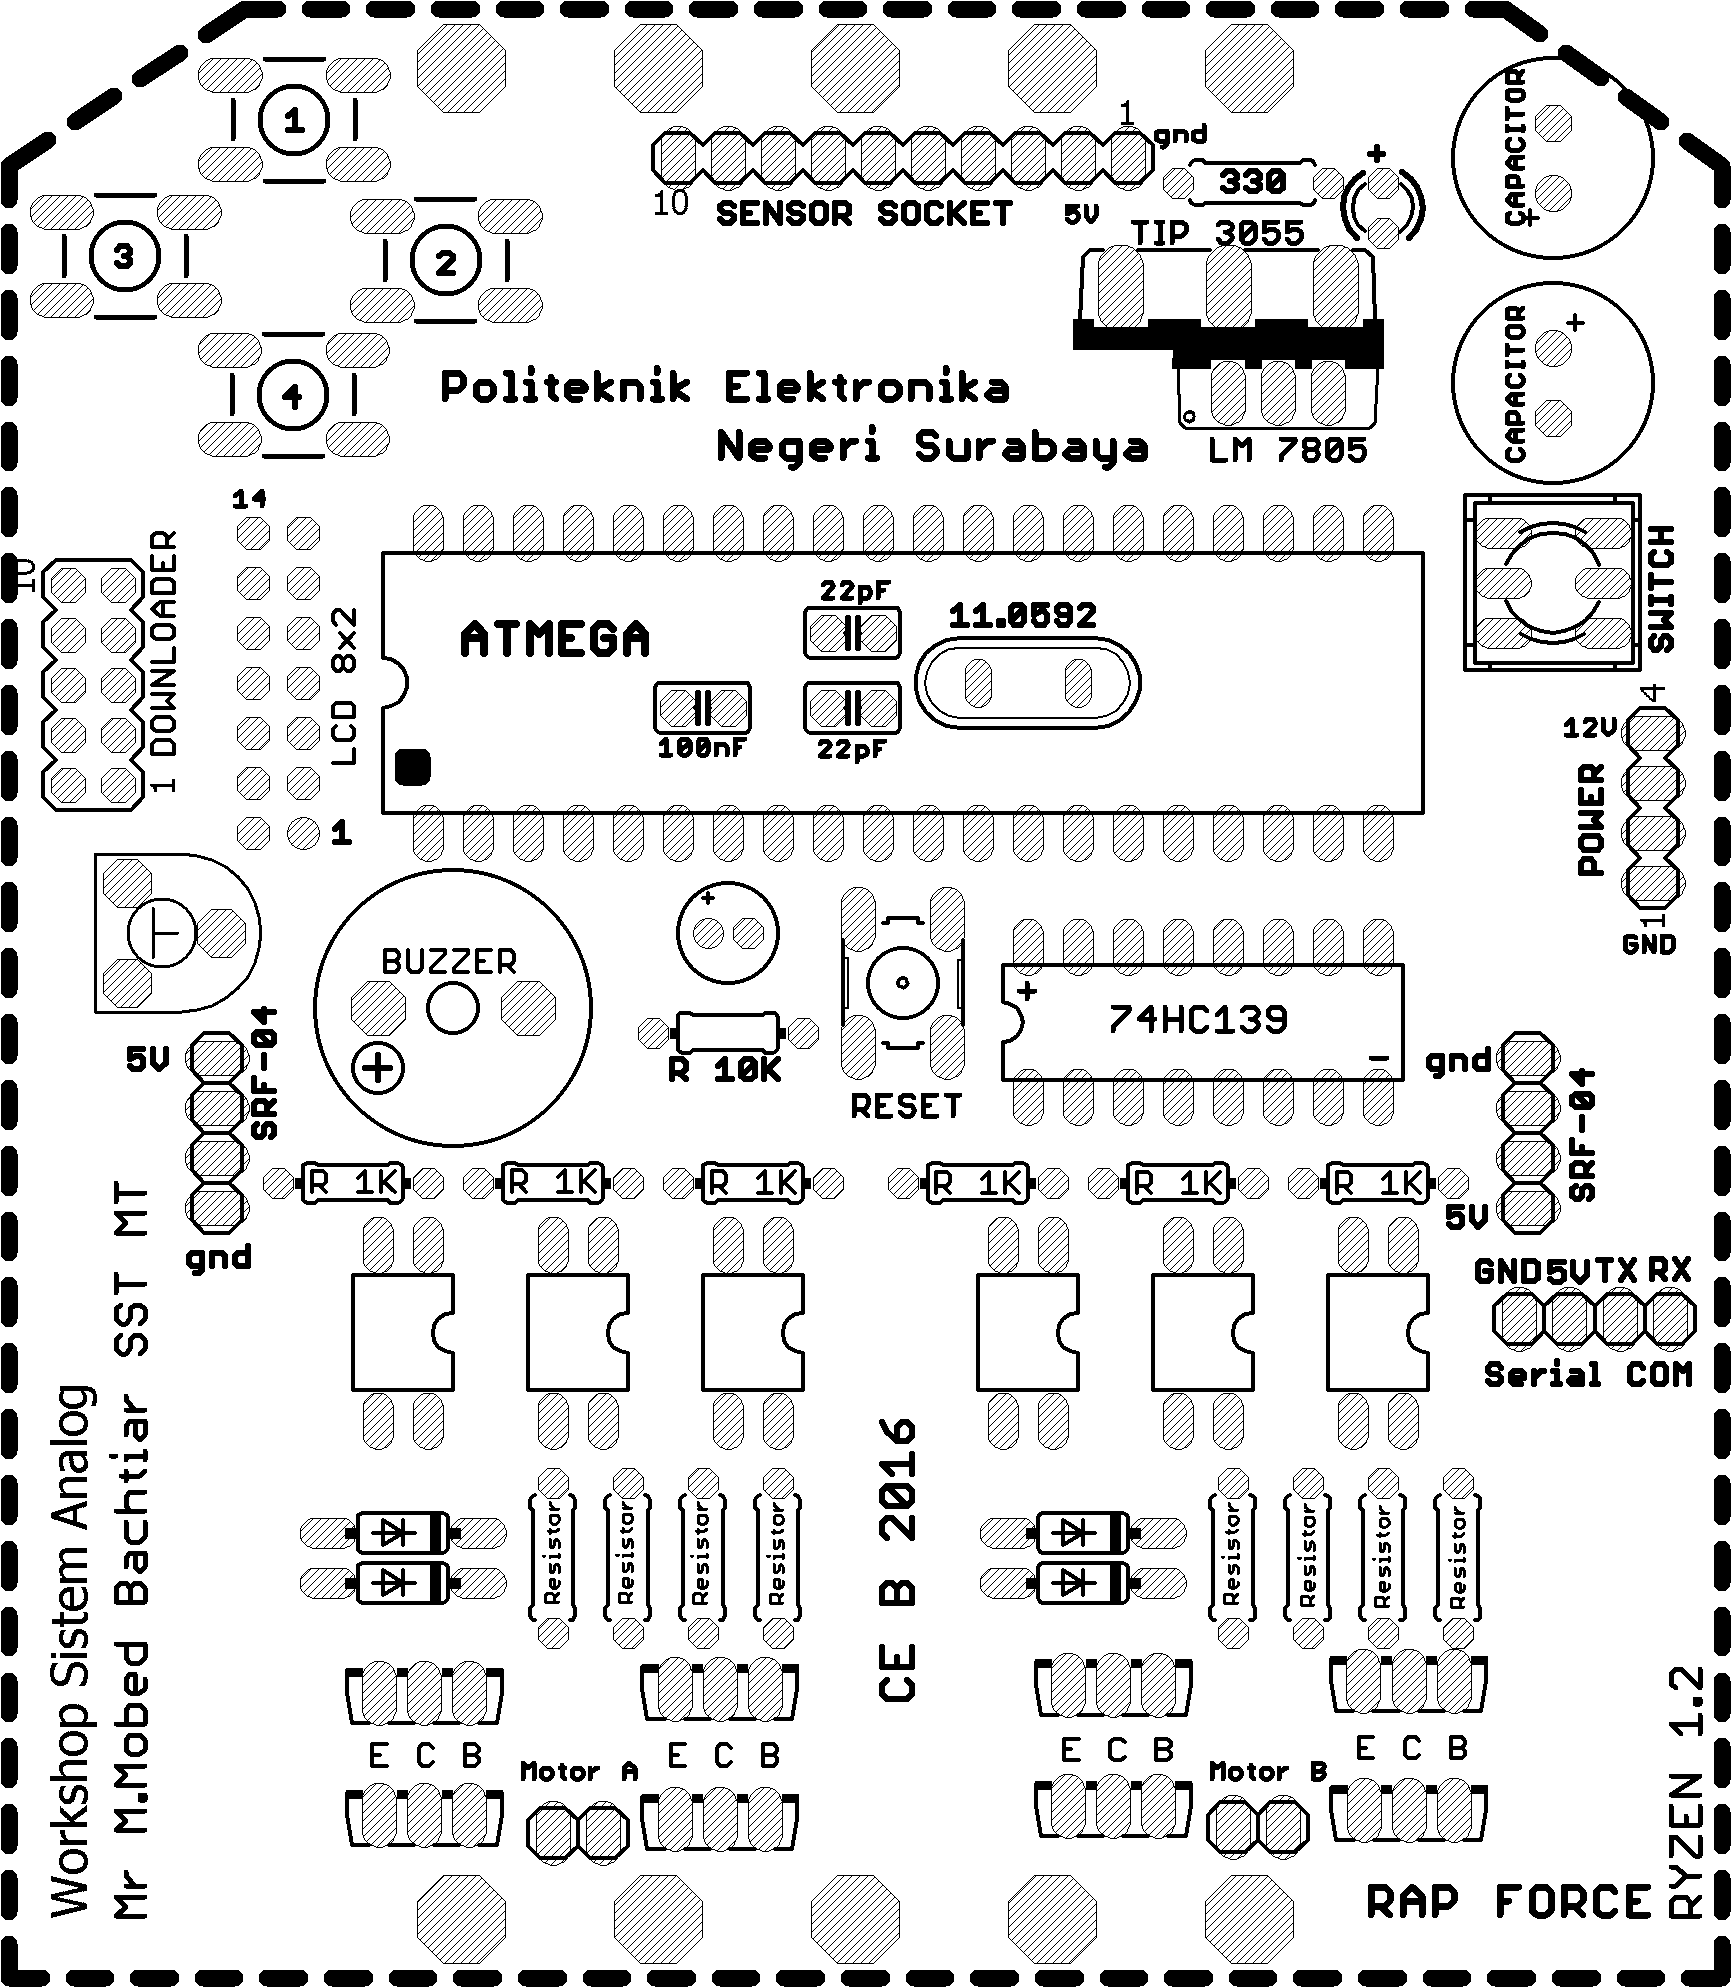 1
3
2
4
1
gnd
10
SENSOR SOCKET
5V
330
+
TIP 3055
LM 7805
CAPACITOR
+
CAPACITOR
+
Politeknik Elektronika
Negeri Surabaya
14
10
1 DOWNLOADER
LCD 8x2
1
ATMEGA
22pF
11.0592
100nF
22pF
SWITCH
4
12V
POWER
1
GND
BUZZER
+
+
R 10K
RESET
+
74HC139
-
5V
SRF-04
gnd
gnd
SRF-04
5V
R 1K
R 1K
R 1K
R 1K
R 1K
R 1K
GND 5V TX RX
Serial COM
Resistor
Resistor
Resistor
Resistor
CE B 2016
Resistor
Resistor
Resistor
Resistor
E C B
Motor A
E C B
E C B
Motor B
E C B
Workshop Sistem Analog
Mr M.Mobed Bachtiar SST MT
RAP FORCE
RYZEN 1.2